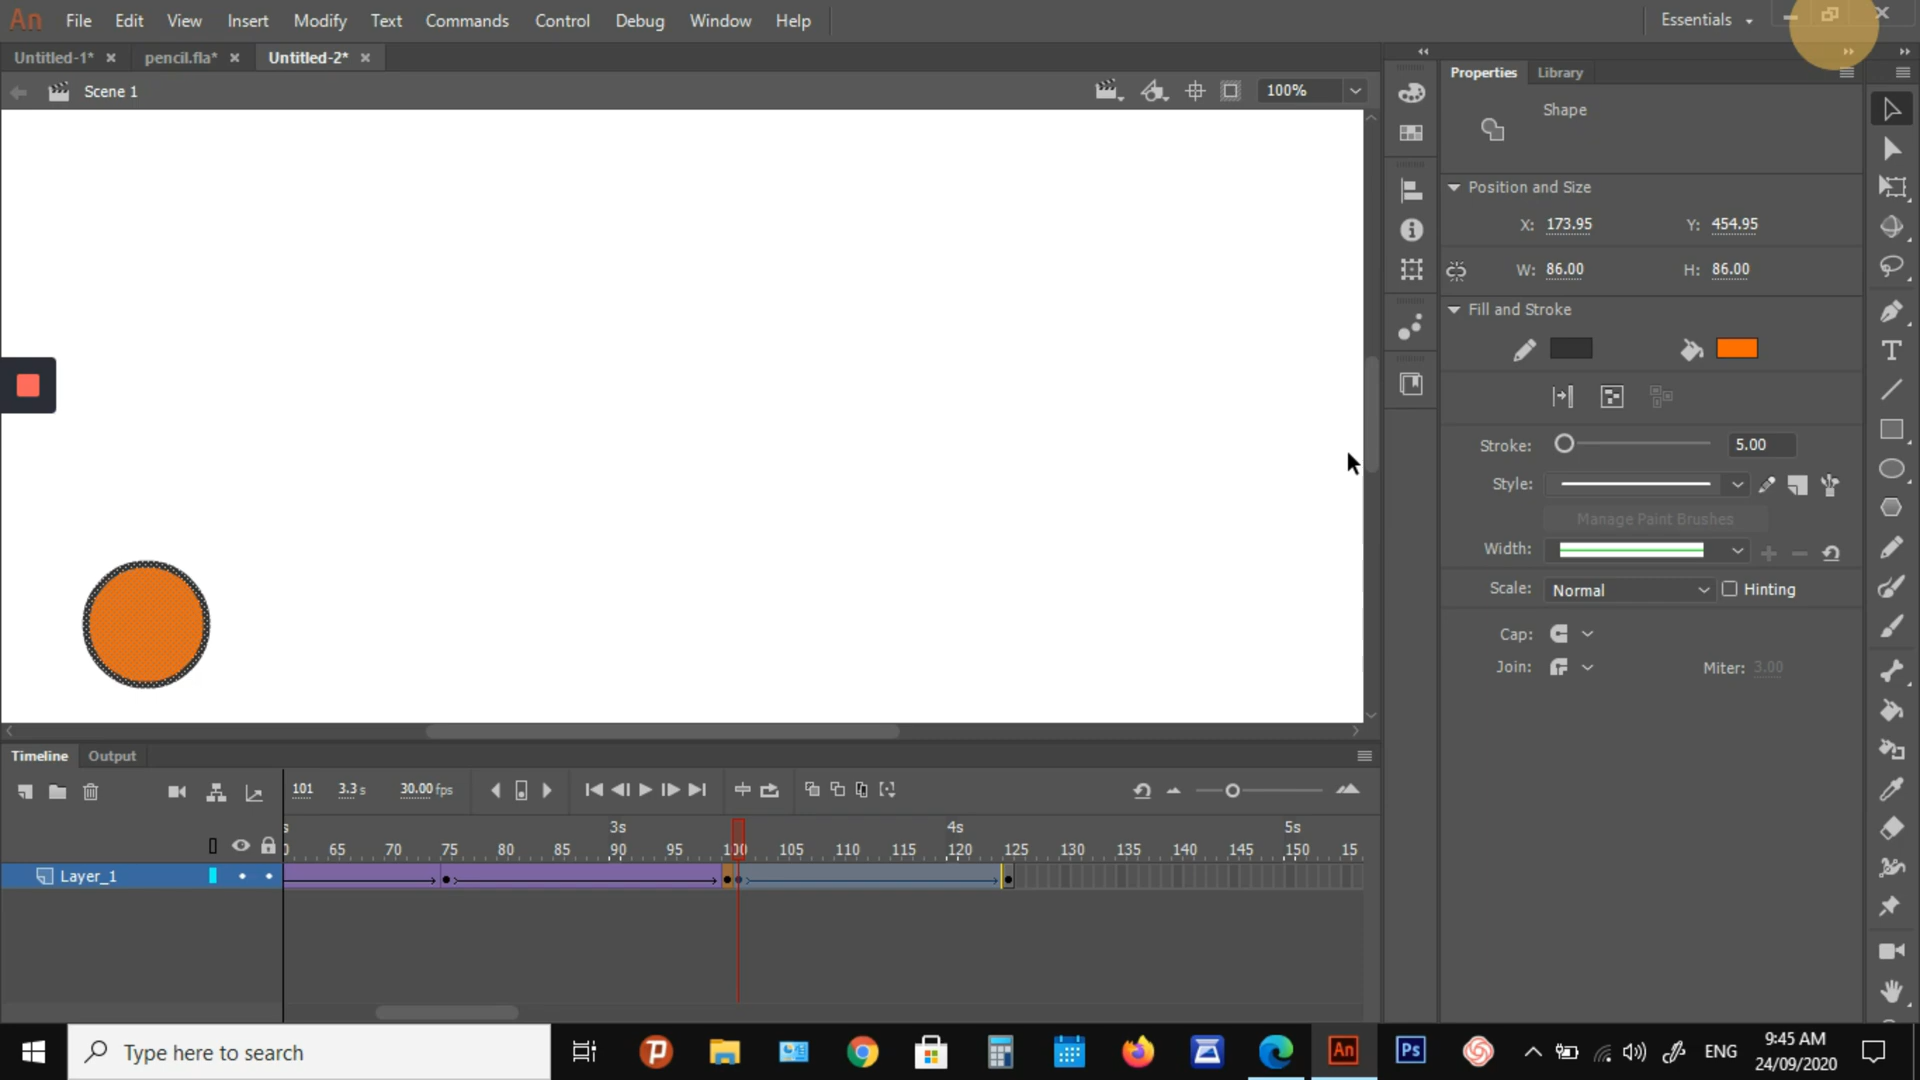 An File Edit View Insert Modify Text Commands Control Debug Window Help Essentials
Untitled-1* pencil.fla* Untitled-2*
Scene 1 100%
Properties Library
Shape
Position and Size
X: 173.95 Y: 454.95
W: 86.00 H: 86.00
Fill and Stroke
Stroke: 5.00
Style:
Manage Paint Brushes
Width:
Scale: Normal Hinting
Cap:
Join: Miter: 3.00
Timeline Output
101 3.3 s 30.00 fps
s 3s 4s 5s
0 65 70 75 80 85 90 95 100 105 110 115 120 125 130 135 140 145 150 15
Layer_1
Type here to search
An Ps ENG
9:45 AM
24/09/2020